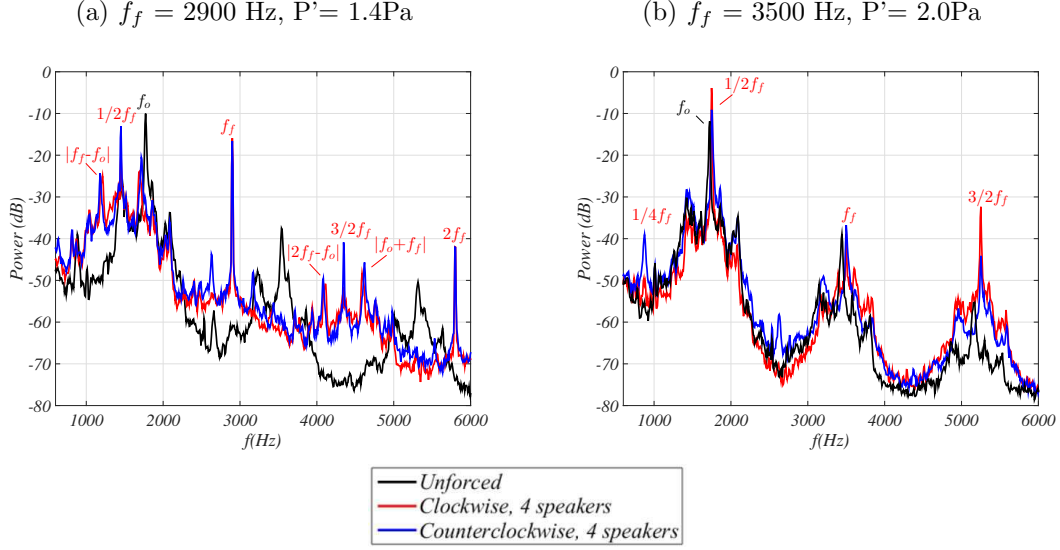 (a) f_f = 2900 Hz, P'= 1.4Pa
(b) f_f = 3500 Hz, P'= 2.0Pa
Power (dB)
0
-10
-20
-30
-40
-50
-60
-70
-80
1/2f_f
f_o
|f_f-f_o|
f_f
|2f_f-f_o|
3/2f_f
|f_o+f_f|
2f_f
1000 2000 3000 4000 5000 6000
f(Hz)
Power (dB)
0
-10
-20
-30
-40
-50
-60
-70
-80
1/2f_f
f_o
1/4f_f
f_f
3/2f_f
1000 2000 3000 4000 5000 6000
f(Hz)
Unforced
Clockwise, 4 speakers
Counterclockwise, 4 speakers